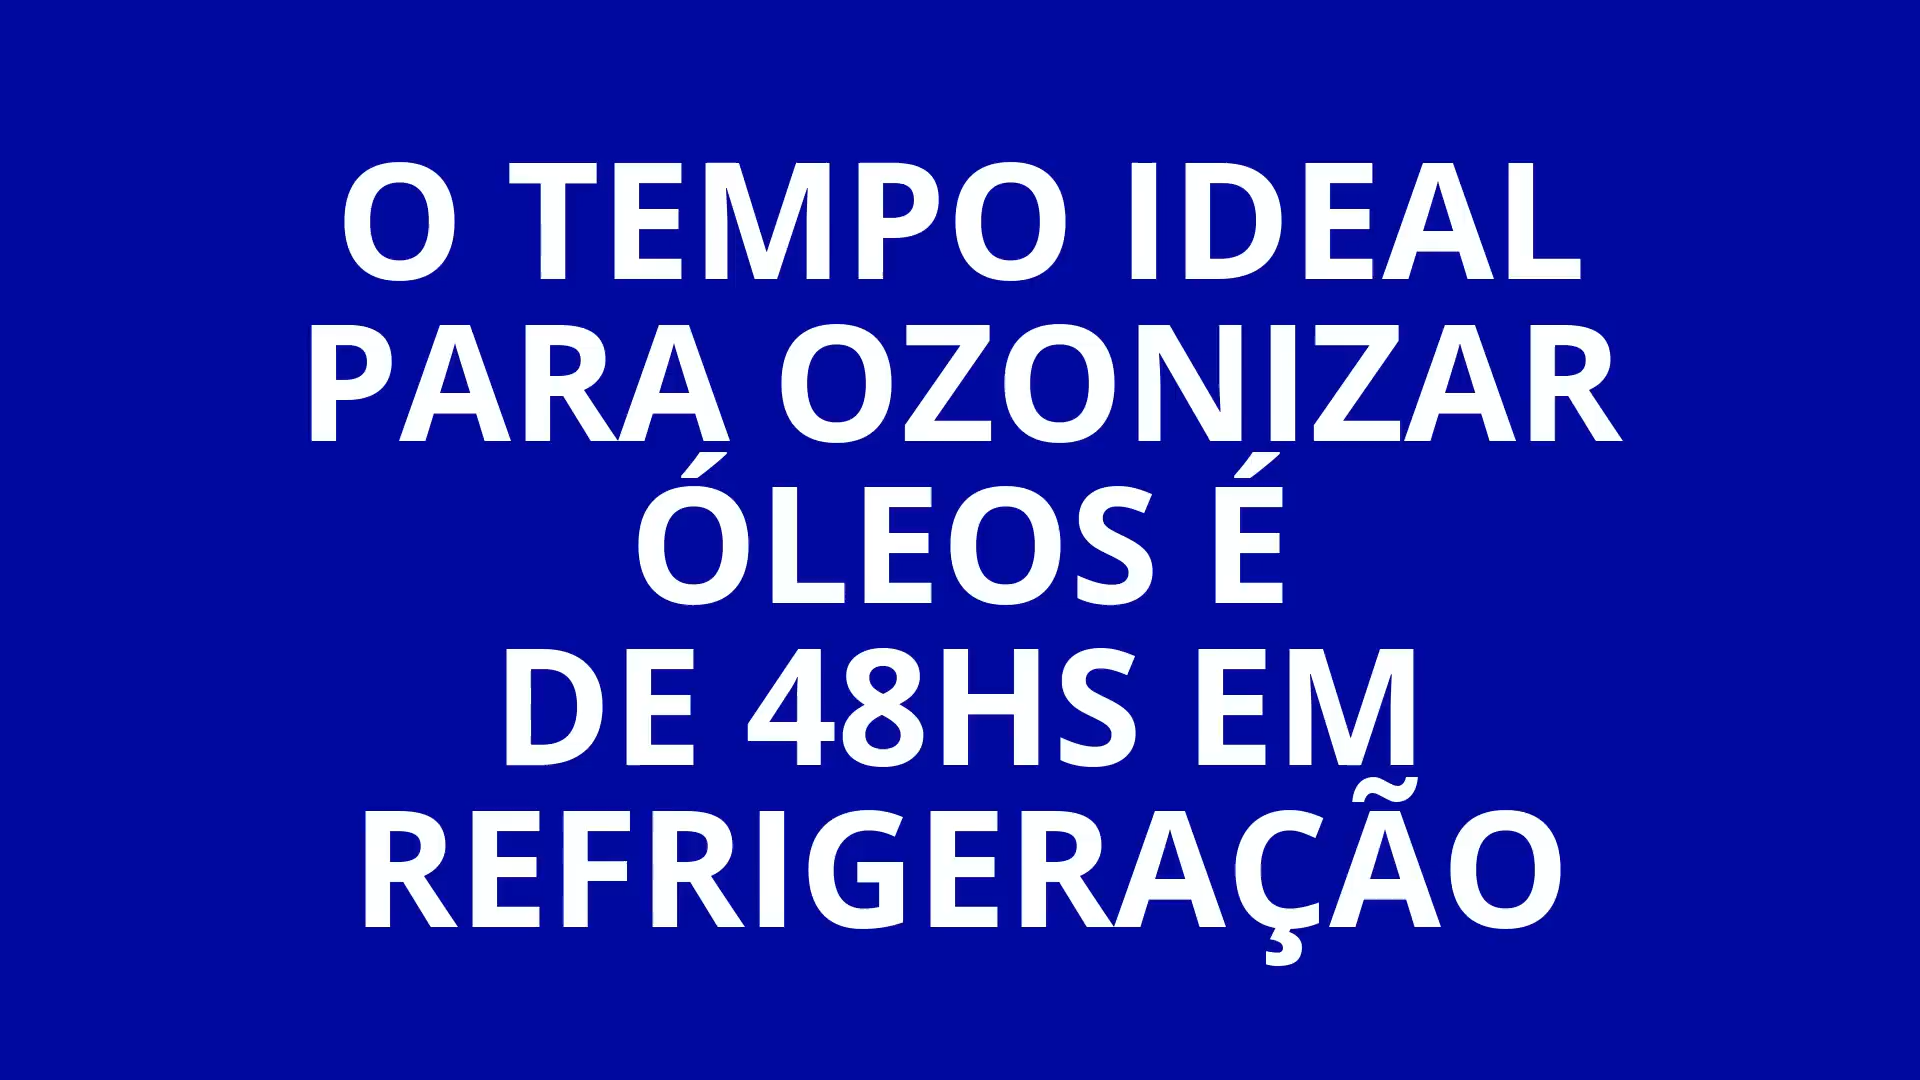 O TEMPO IDEAL
PARA OZONIZAR
ÓLEOS É
DE 48HS EM
REFRIGERAÇÃO